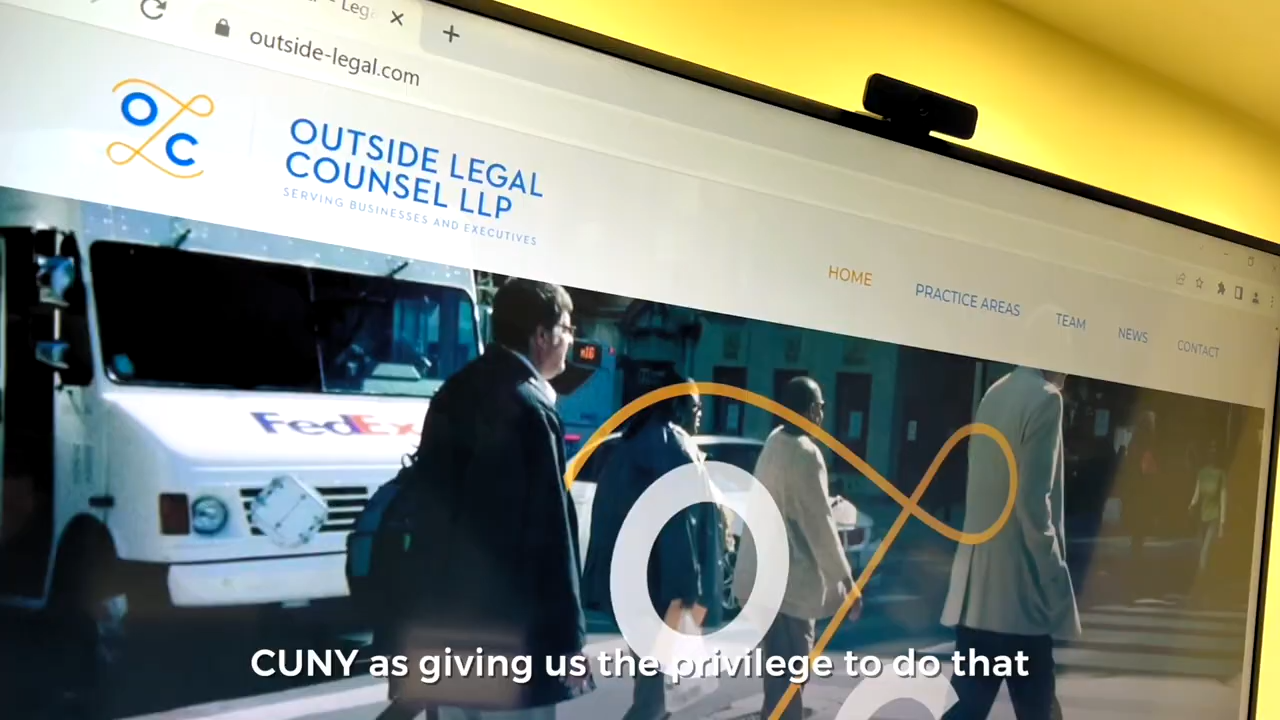 Lega
outside-legal.com
OUTSIDE LEGAL
COUNSEL LLP
SERVING BUSINESSES AND EXECUTIVES
HOME
PRACTICE AREAS
TEAM
NEWS
CONTACT
FedEx
CUNY as giving us the privilege to do that